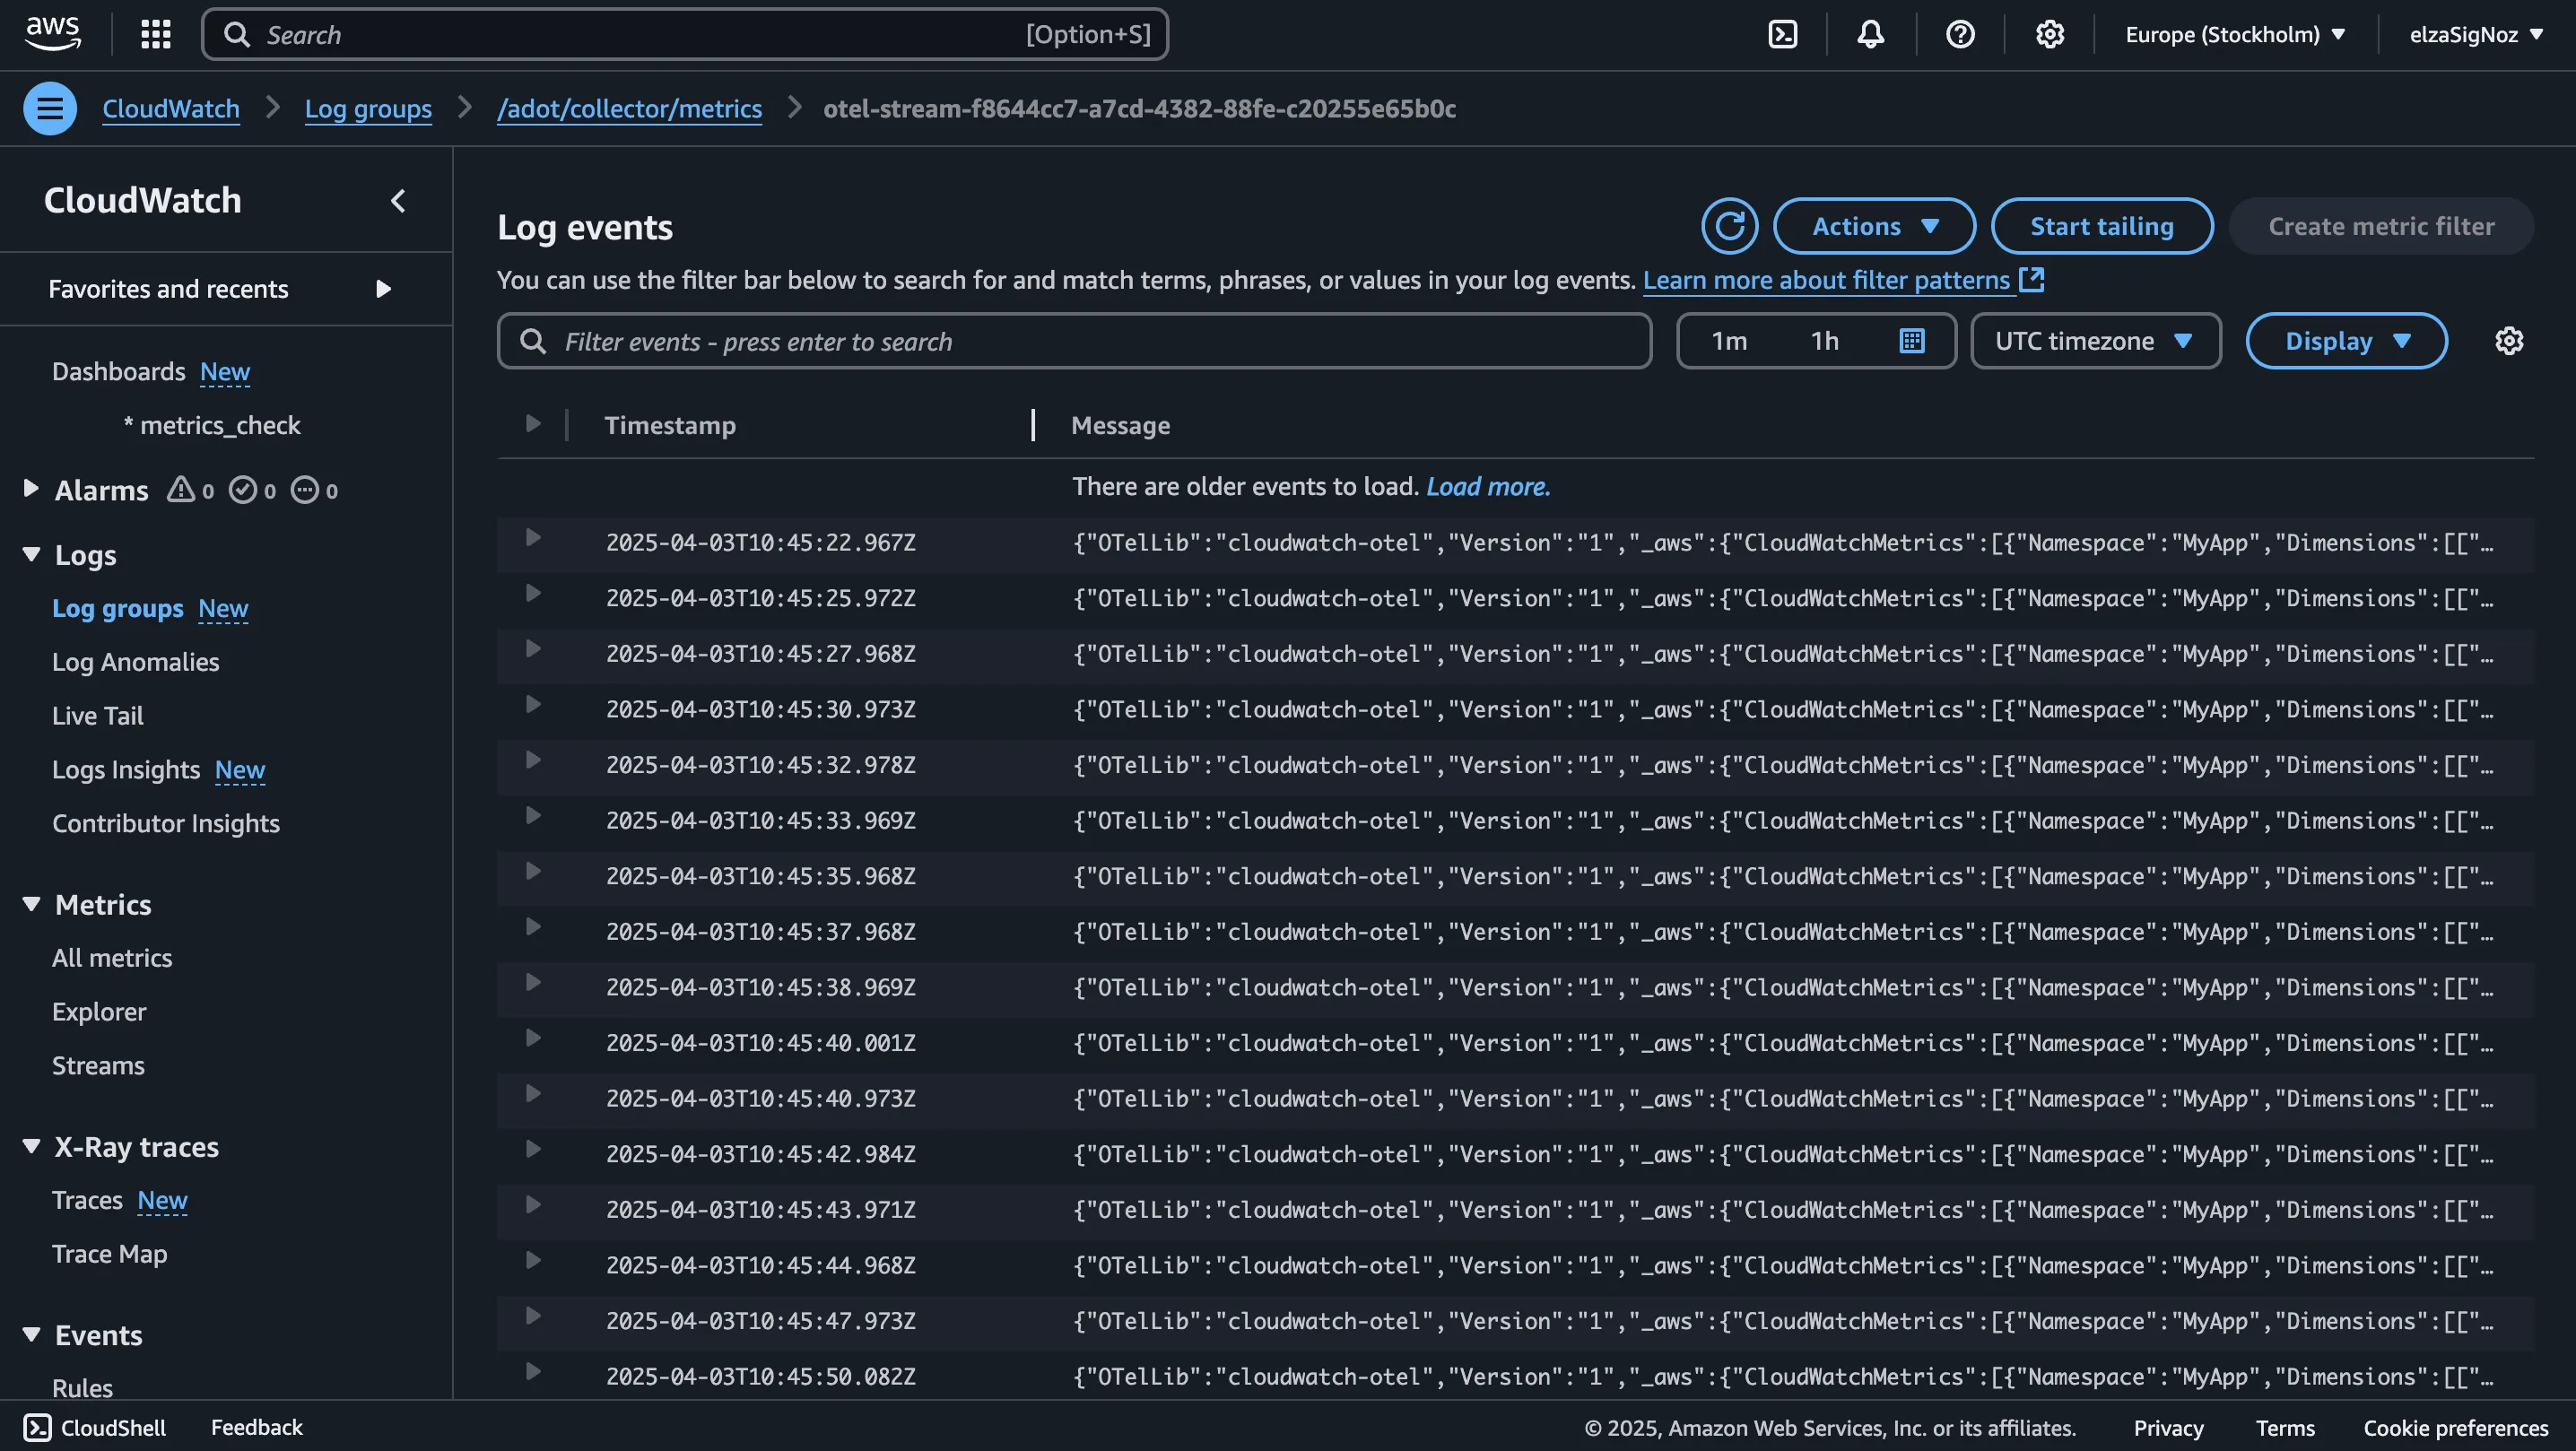 aws Search [Option+S] Europe (Stockholm) elzaSigNoz
CloudWatch Log groups /adot/collector/metrics otel-stream-f8644cc7-a7cd-4382-88fe-c20255e65b0c
CloudWatch
Favorites and recents
Dashboards New
* metrics_check
Alarms 0 0 0
Logs
Log groups New
Log Anomalies
Live Tail
Logs Insights New
Contributor Insights
Metrics
All metrics
Explorer
Streams
X-Ray traces
Traces New
Trace Map
Events
Rules
Log events
Actions Start tailing Create metric filter
You can use the filter bar below to search for and match terms, phrases, or values in your log events. Learn more about filter patterns
Filter events - press enter to search 1m 1h UTC timezone Display
Timestamp Message
There are older events to load. Load more.
2025-04-03T10:45:22.967Z {"OTelLib":"cloudwatch-otel","Version":"1","_aws":{"CloudWatchMetrics":[{"Namespace":"MyApp","Dimensions":[["…
2025-04-03T10:45:25.972Z {"OTelLib":"cloudwatch-otel","Version":"1","_aws":{"CloudWatchMetrics":[{"Namespace":"MyApp","Dimensions":[["…
2025-04-03T10:45:27.968Z {"OTelLib":"cloudwatch-otel","Version":"1","_aws":{"CloudWatchMetrics":[{"Namespace":"MyApp","Dimensions":[["…
2025-04-03T10:45:30.973Z {"OTelLib":"cloudwatch-otel","Version":"1","_aws":{"CloudWatchMetrics":[{"Namespace":"MyApp","Dimensions":[["…
2025-04-03T10:45:32.978Z {"OTelLib":"cloudwatch-otel","Version":"1","_aws":{"CloudWatchMetrics":[{"Namespace":"MyApp","Dimensions":[["…
2025-04-03T10:45:33.969Z {"OTelLib":"cloudwatch-otel","Version":"1","_aws":{"CloudWatchMetrics":[{"Namespace":"MyApp","Dimensions":[["…
2025-04-03T10:45:35.968Z {"OTelLib":"cloudwatch-otel","Version":"1","_aws":{"CloudWatchMetrics":[{"Namespace":"MyApp","Dimensions":[["…
2025-04-03T10:45:37.968Z {"OTelLib":"cloudwatch-otel","Version":"1","_aws":{"CloudWatchMetrics":[{"Namespace":"MyApp","Dimensions":[["…
2025-04-03T10:45:38.969Z {"OTelLib":"cloudwatch-otel","Version":"1","_aws":{"CloudWatchMetrics":[{"Namespace":"MyApp","Dimensions":[["…
2025-04-03T10:45:40.001Z {"OTelLib":"cloudwatch-otel","Version":"1","_aws":{"CloudWatchMetrics":[{"Namespace":"MyApp","Dimensions":[["…
2025-04-03T10:45:40.973Z {"OTelLib":"cloudwatch-otel","Version":"1","_aws":{"CloudWatchMetrics":[{"Namespace":"MyApp","Dimensions":[["…
2025-04-03T10:45:42.984Z {"OTelLib":"cloudwatch-otel","Version":"1","_aws":{"CloudWatchMetrics":[{"Namespace":"MyApp","Dimensions":[["…
2025-04-03T10:45:43.971Z {"OTelLib":"cloudwatch-otel","Version":"1","_aws":{"CloudWatchMetrics":[{"Namespace":"MyApp","Dimensions":[["…
2025-04-03T10:45:44.968Z {"OTelLib":"cloudwatch-otel","Version":"1","_aws":{"CloudWatchMetrics":[{"Namespace":"MyApp","Dimensions":[["…
2025-04-03T10:45:47.973Z {"OTelLib":"cloudwatch-otel","Version":"1","_aws":{"CloudWatchMetrics":[{"Namespace":"MyApp","Dimensions":[["…
2025-04-03T10:45:50.082Z {"OTelLib":"cloudwatch-otel","Version":"1","_aws":{"CloudWatchMetrics":[{"Namespace":"MyApp","Dimensions":[["…
CloudShell Feedback © 2025, Amazon Web Services, Inc. or its affiliates. Privacy Terms Cookie preferences